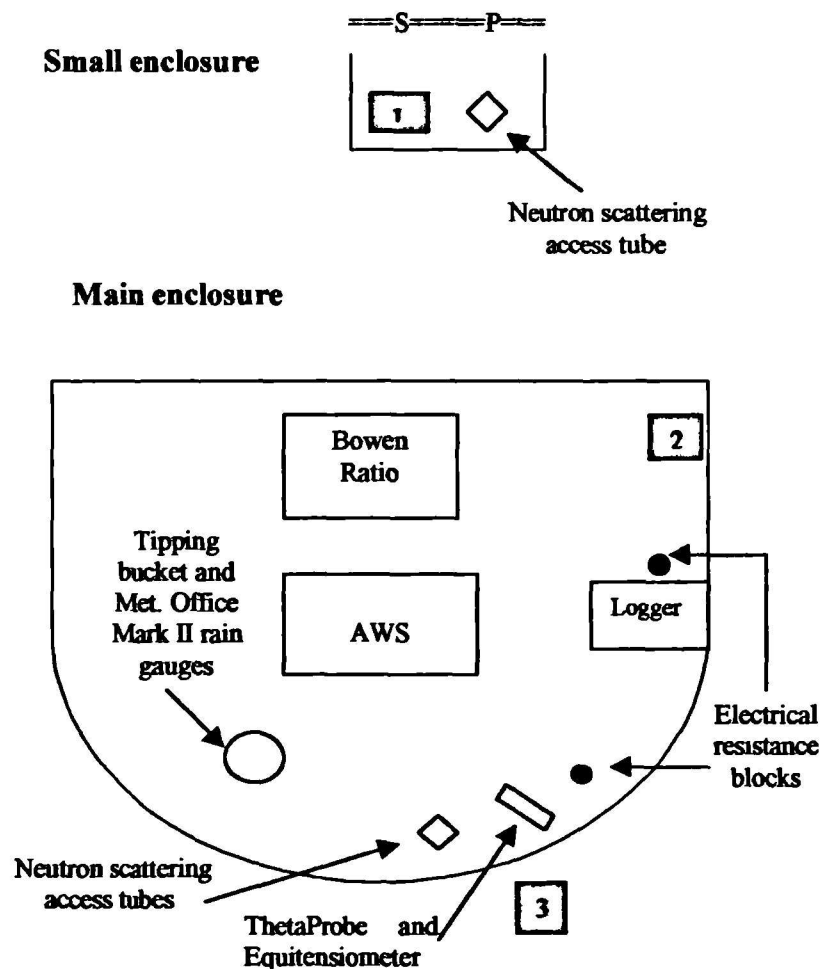 ===S=====P===
Small enclosure
1
Neutron scattering
access tube
Main enclosure
Bowen
Ratio
2
Tipping
bucket and
Met. Office
Mark II rain
gauges
AWS
Logger
Electrical
resistance
blocks
Neutron scattering
access tubes
3
ThetaProbe and
Equitensiometer